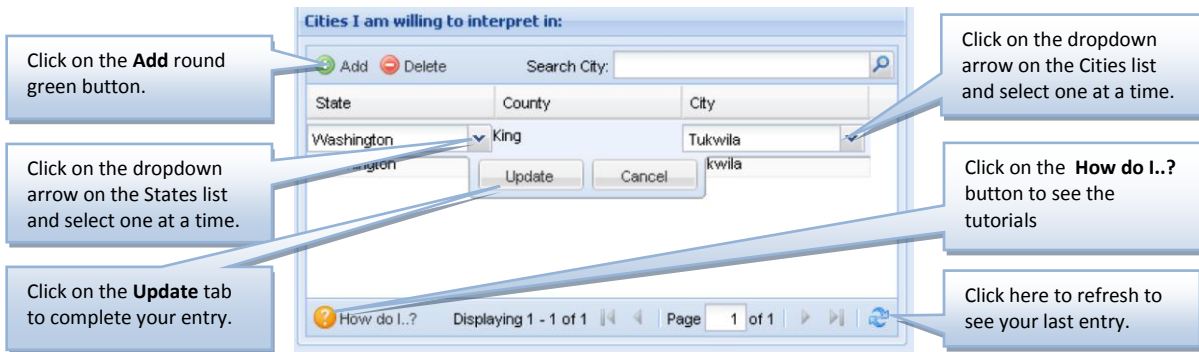 Cities I am willing to interpret in:
Click on the Add round
green button.
Add Delete Search City:
Click on the dropdown
arrow on the Cities list
and select one at a time.
State County City
Washington King Tukwila
Update Cancel
kwila
Click on the dropdown
arrow on the States list
and select one at a time.
Click on the How do I..?
button to see the
tutorials
Click on the Update tab
to complete your entry.
How do I..? Displaying 1 - 1 of 1 Page 1 of 1
Click here to refresh to
see your last entry.